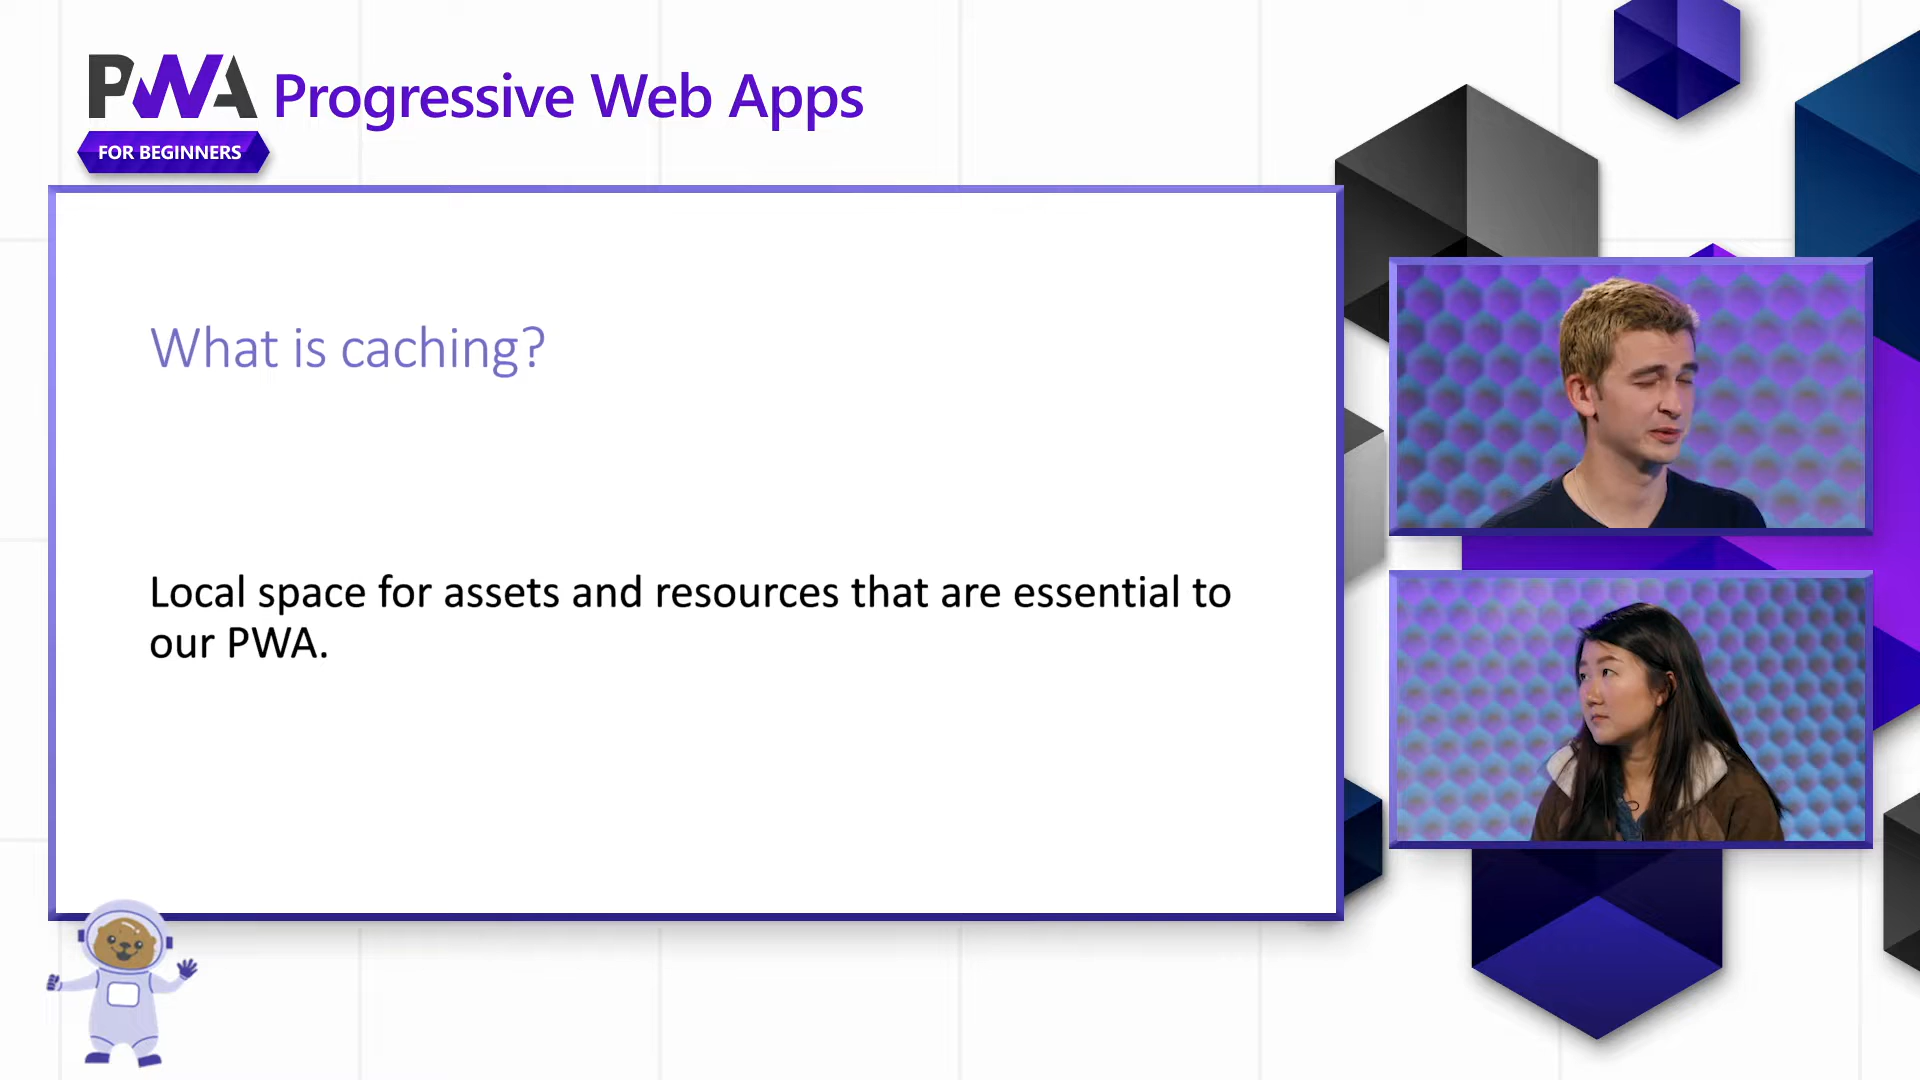 PWA Progressive Web Apps
FOR BEGINNERS
What is caching?
Local space for assets and resources that are essential to
our PWA.